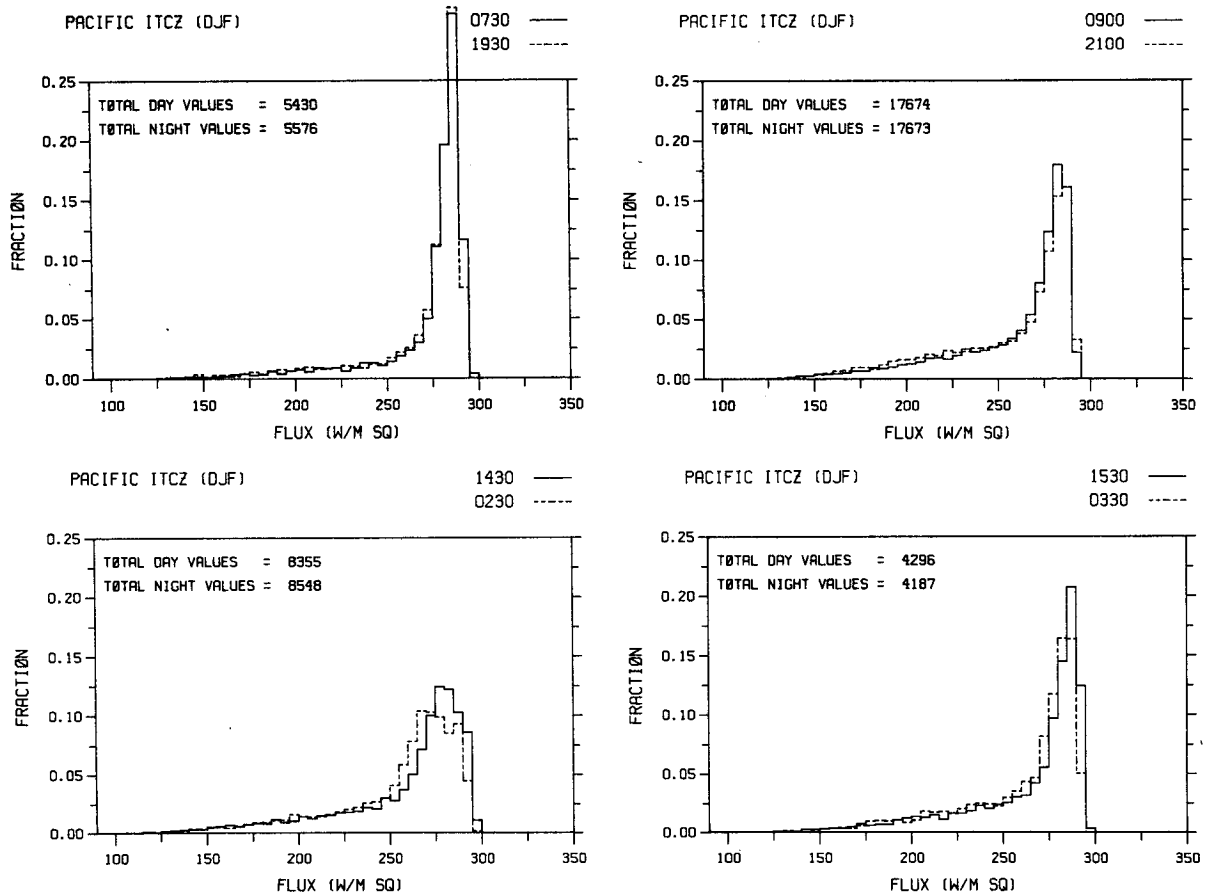 PACIFIC ITCZ (DJF)
0730
1930
0.25
0.20
0.15
0.10
0.05
0.00
TØTAL DAY VALUES = 5430
TØTAL NIGHT VALUES = 5576
FRACTIØN
100 150 200 250 300 350
FLUX (W/M SQ)
PACIFIC ITCZ (DJF)
0900
2100
0.25
0.20
0.15
0.10
0.05
0.00
TØTAL DAY VALUES = 17674
TØTAL NIGHT VALUES = 17673
FRACTIØN
100 150 200 250 300 350
FLUX (W/M SQ)
PACIFIC ITCZ (DJF)
1430
0230
0.25
0.20
0.15
0.10
0.05
0.00
TØTAL DAY VALUES = 8355
TØTAL NIGHT VALUES = 8548
FRACTIØN
100 150 200 250 300 350
FLUX (W/M SQ)
PACIFIC ITCZ (DJF)
1530
0330
0.25
0.20
0.15
0.10
0.05
0.00
TØTAL DAY VALUES = 4296
TØTAL NIGHT VALUES = 4187
FRACTIØN
100 150 200 250 300 350
FLUX (W/M SQ)